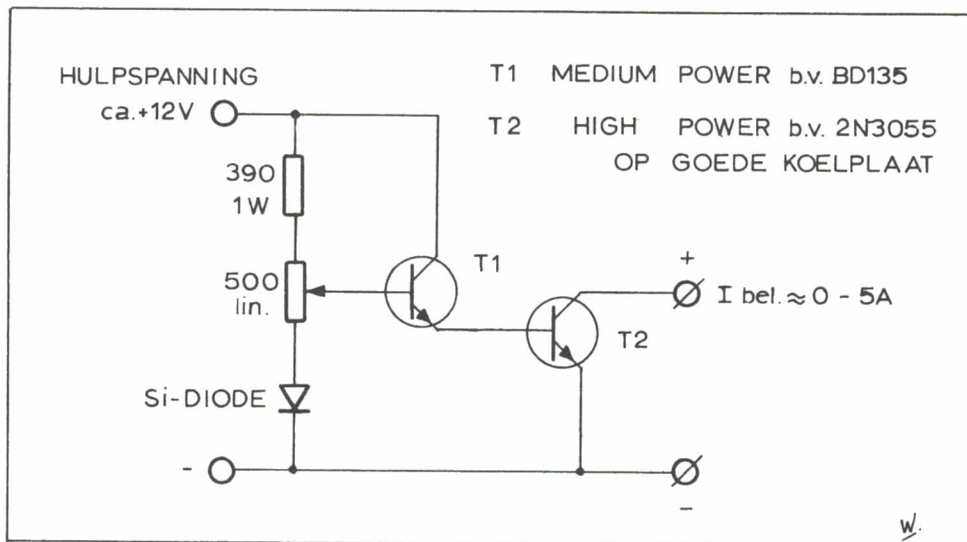 HULPSPANNING
ca.+12V
T1 MEDIUM POWER b.v. BD135
T2 HIGH POWER b.v. 2N3055
OP GOEDE KOELPLAAT
390
1W
500
lin.
T1
T2
+
I bel. ≈ 0 - 5A
Si-DIODE
-
-
W.